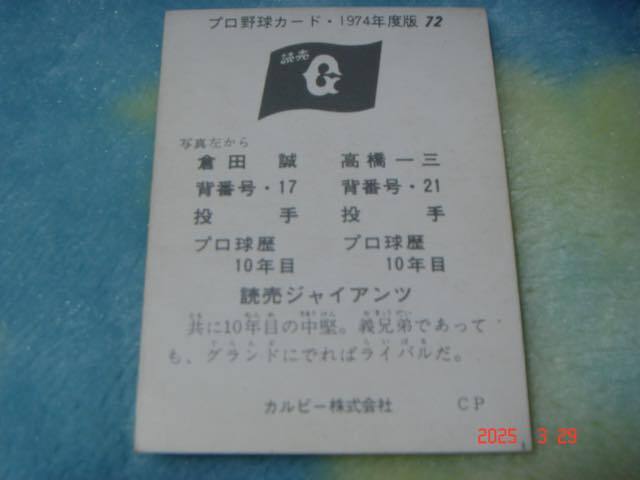 プロ野球カード・1974年度版 72
読売
G
写真左から
倉田 誠 高橋一三
背番号・17 背番号・21
投手 投手
プロ球歴 プロ球歴
10年目 10年目
読売ジャイアンツ
共に10年目の中堅。義兄弟であって
も、グランドにでればライバルだ。
カルビー株式会社 CP
2025. 3 29